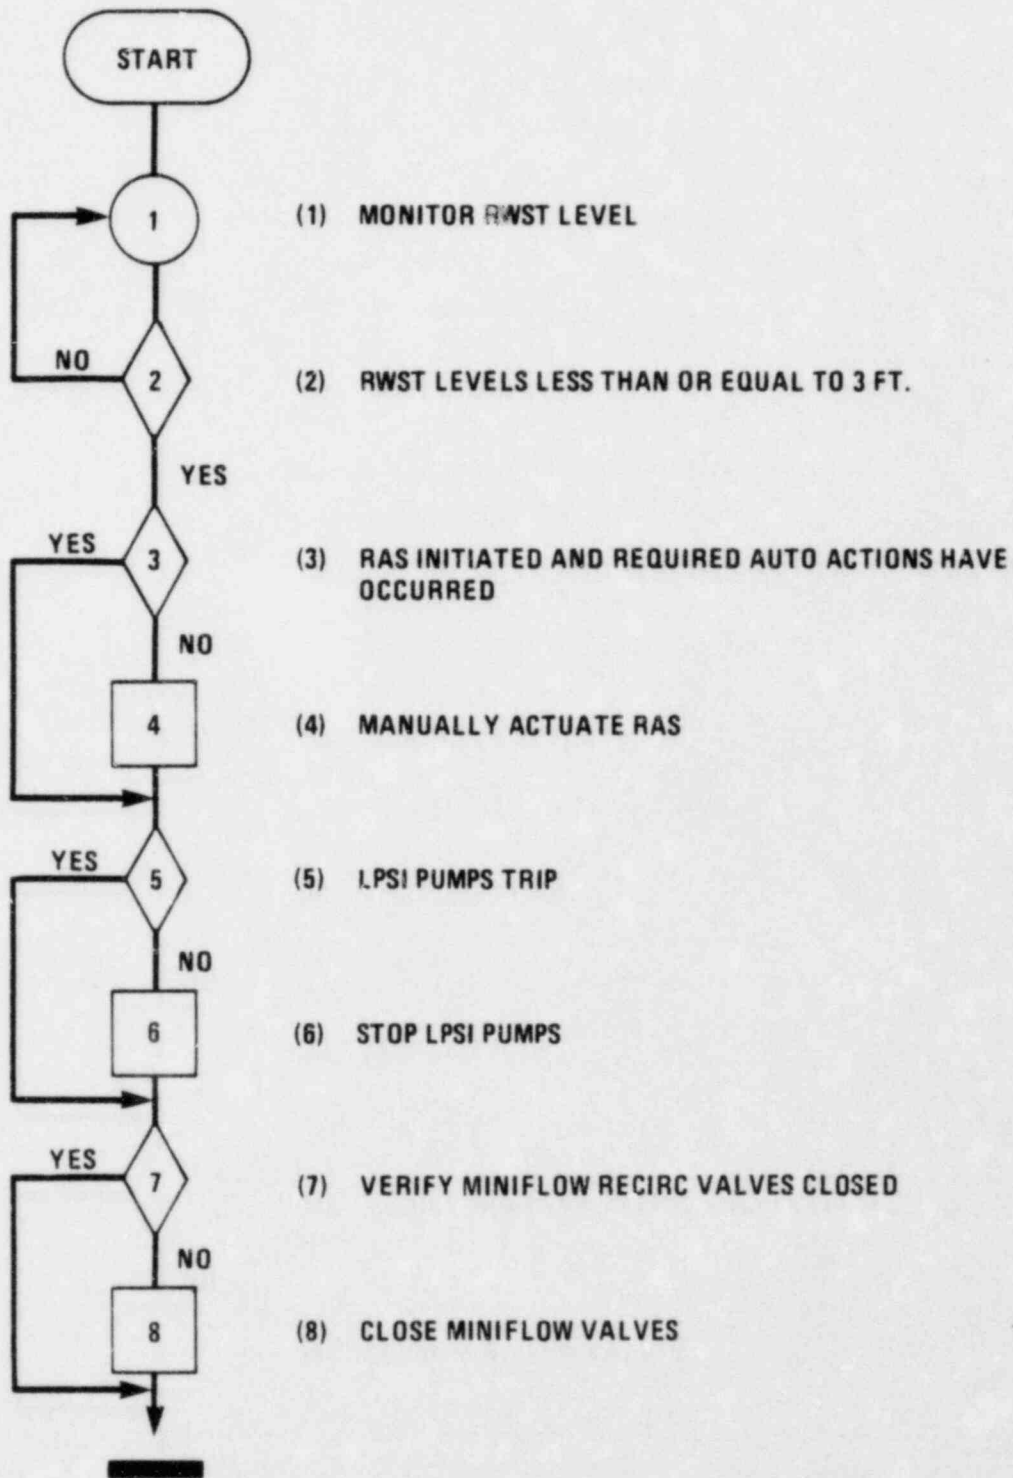 START
1
(1) MONITOR RWST LEVEL
NO
2
(2) RWST LEVELS LESS THAN OR EQUAL TO 3 FT.
YES
YES
3
(3) RAS INITIATED AND REQUIRED AUTO ACTIONS HAVE
OCCURRED
NO
4
(4) MANUALLY ACTUATE RAS
YES
5
(5) LPSI PUMPS TRIP
NO
6
(6) STOP LPSI PUMPS
YES
7
(7) VERIFY MINIFLOW RECIRC VALVES CLOSED
NO
8
(8) CLOSE MINIFLOW VALVES